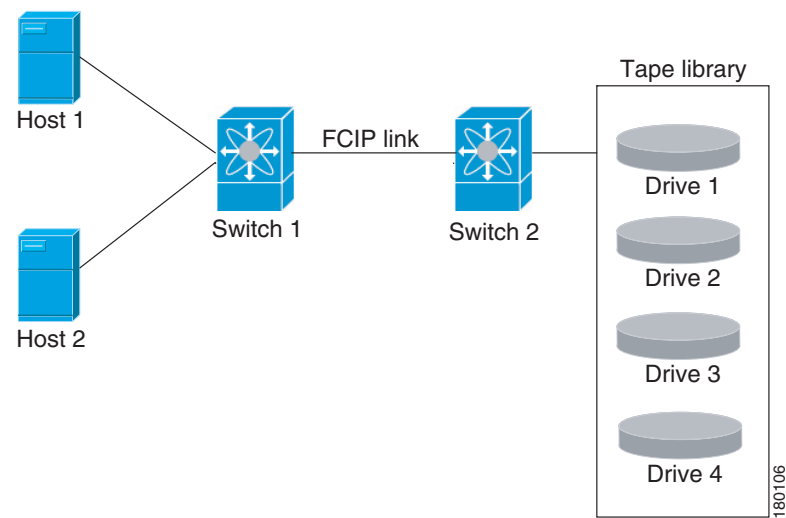 Tape library
Host 1
FCIP link
Switch 1
Switch 2
Host 2
Drive 1
Drive 2
Drive 3
Drive 4
180106